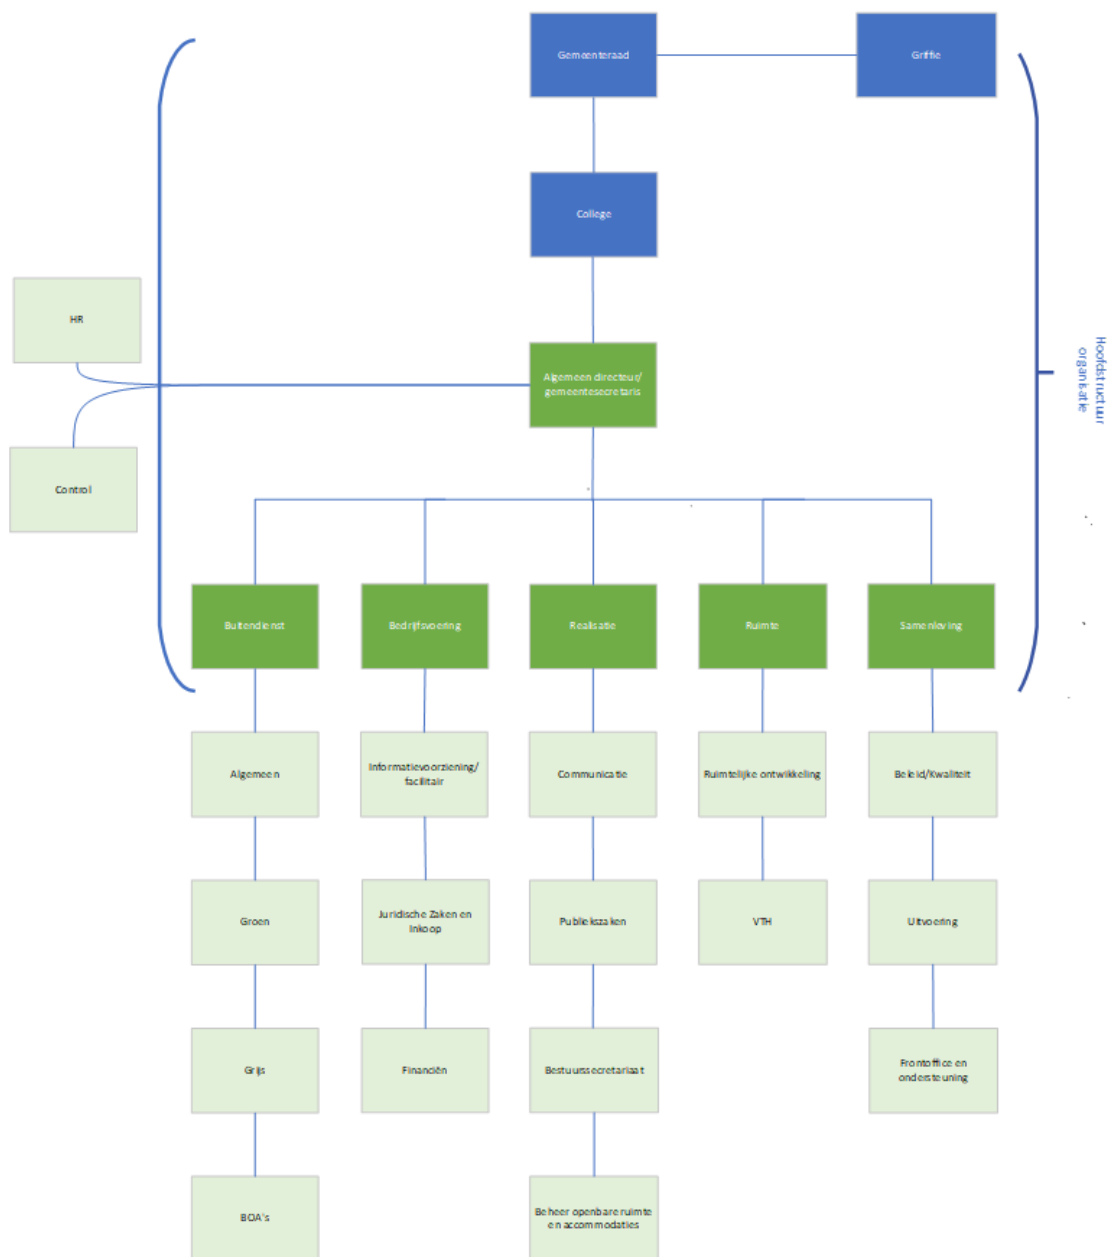 Gemeenteraad
Griffie
College
HR
Algemeen directeur/
gemeentesecretaris
Control
Hoofdstructuur
organisatie
Buitendienst
Bedrijfsvoering
Realisatie
Ruimte
Samenleving
Algemeen
Informatievoorziening/
facilitair
Communicatie
Ruimtelijke ontwikkeling
Beleid/Kwaliteit
Groen
Juridische Zaken en
Inkoop
Publiekszaken
VTH
Uitvoering
Grijs
Financiën
Bestuurssecretariaat
Frontoffice en
ondersteuning
BOA's
Beheer openbare ruimte
en accommodaties